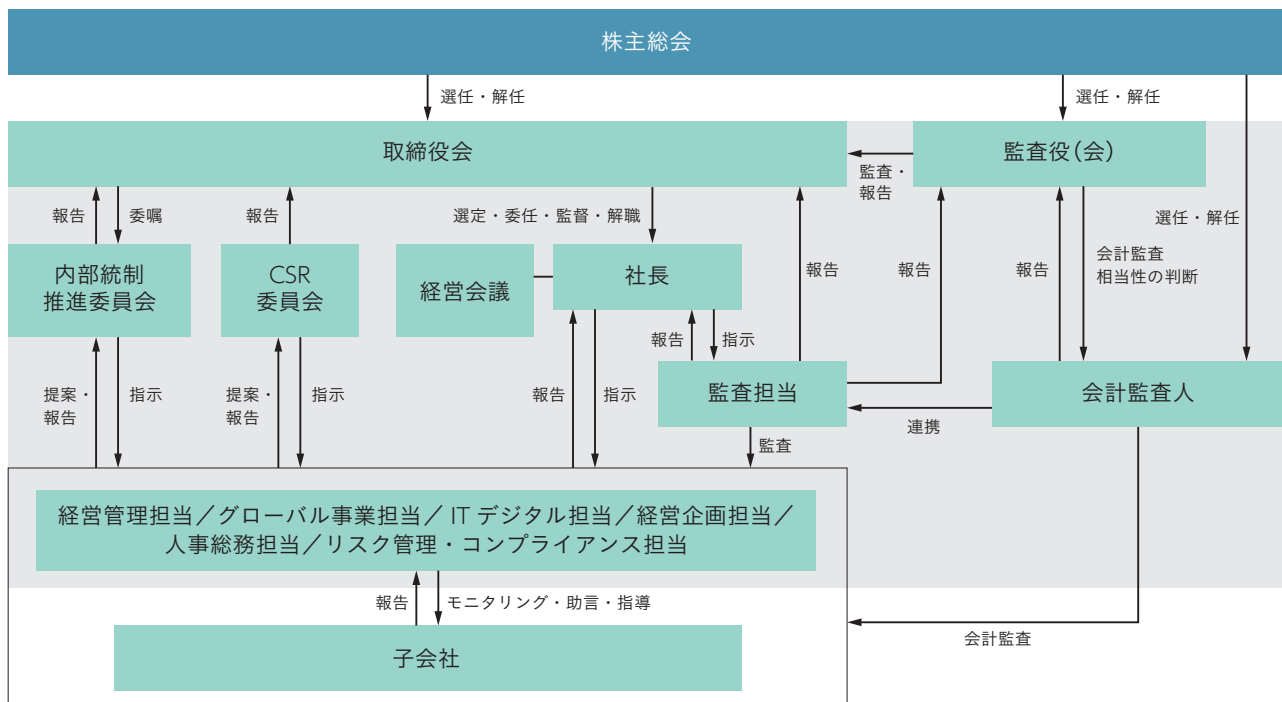 株主総会
選任・解任
選任・解任
取締役会
監査役(会)
監査・
報告
選任・解任
報告
委嘱
報告
選定・委任・監督・解職
報告
報告
報告
会計監査
相当性の判断
内部統制
推進委員会
CSR
委員会
経営会議
社長
報告
指示
提案・
報告
指示
提案・
報告
指示
報告
指示
監査担当
会計監査人
連携
監査
経営管理担当／グローバル事業担当／IT デジタル担当／経営企画担当／
人事総務担当／リスク管理・コンプライアンス担当
報告
モニタリング・助言・指導
会計監査
子会社